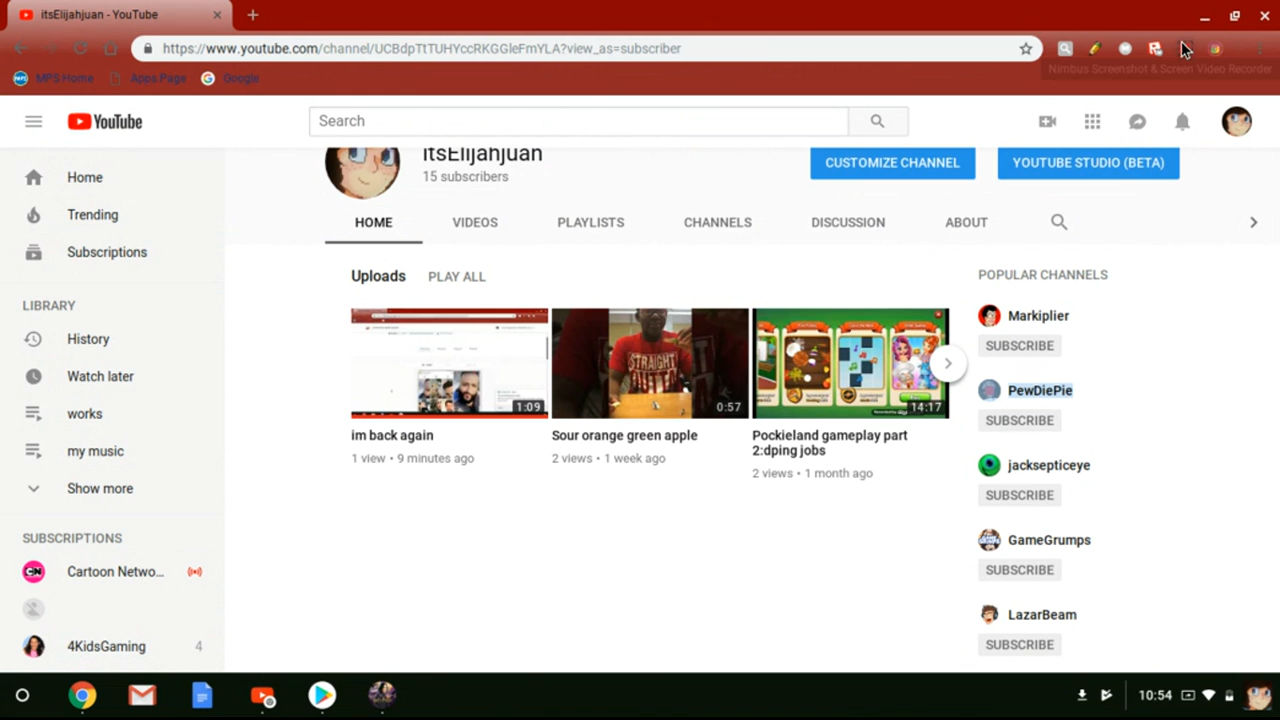 itsElijahjuan - YouTube
https://www.youtube.com/channel/UCBdpTtTUHYccRKGGleFmYLA?view_as=subscriber
MPS Home
Apps Page
Google
Nimbus Screenshot & Screen Video Recorder
YouTube
Search
itsElijahjuan
15 subscribers
CUSTOMIZE CHANNEL
YOUTUBE STUDIO (BETA)
HOME
VIDEOS
PLAYLISTS
CHANNELS
DISCUSSION
ABOUT
Home
Trending
Subscriptions
LIBRARY
History
Watch later
works
my music
Show more
SUBSCRIPTIONS
Cartoon Netwo...
4KidsGaming 4
Uploads PLAY ALL
1:09
im back again
1 view • 9 minutes ago
STRAIGHT
0:57
Sour orange green apple
2 views • 1 week ago
14:17
Pockieland gameplay part
2:dping jobs
2 views • 1 month ago
POPULAR CHANNELS
Markiplier
SUBSCRIBE
PewDiePie
SUBSCRIBE
jacksepticeye
SUBSCRIBE
GameGrumps
SUBSCRIBE
LazarBeam
SUBSCRIBE
10:54